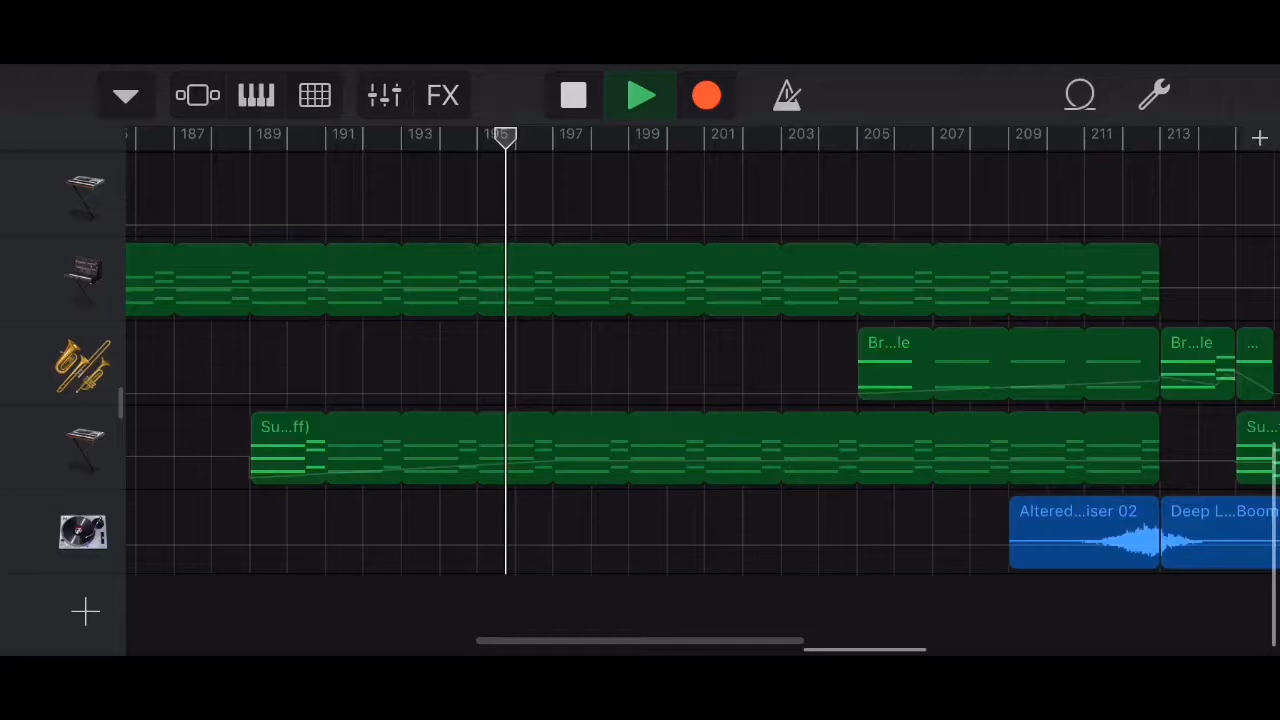 FX
187 189 191 193 195 197 199 201 203 205 207 209 211 213
Br...le Br...le ...
Su...ff)
Altered...iser 02 Deep L...Boom